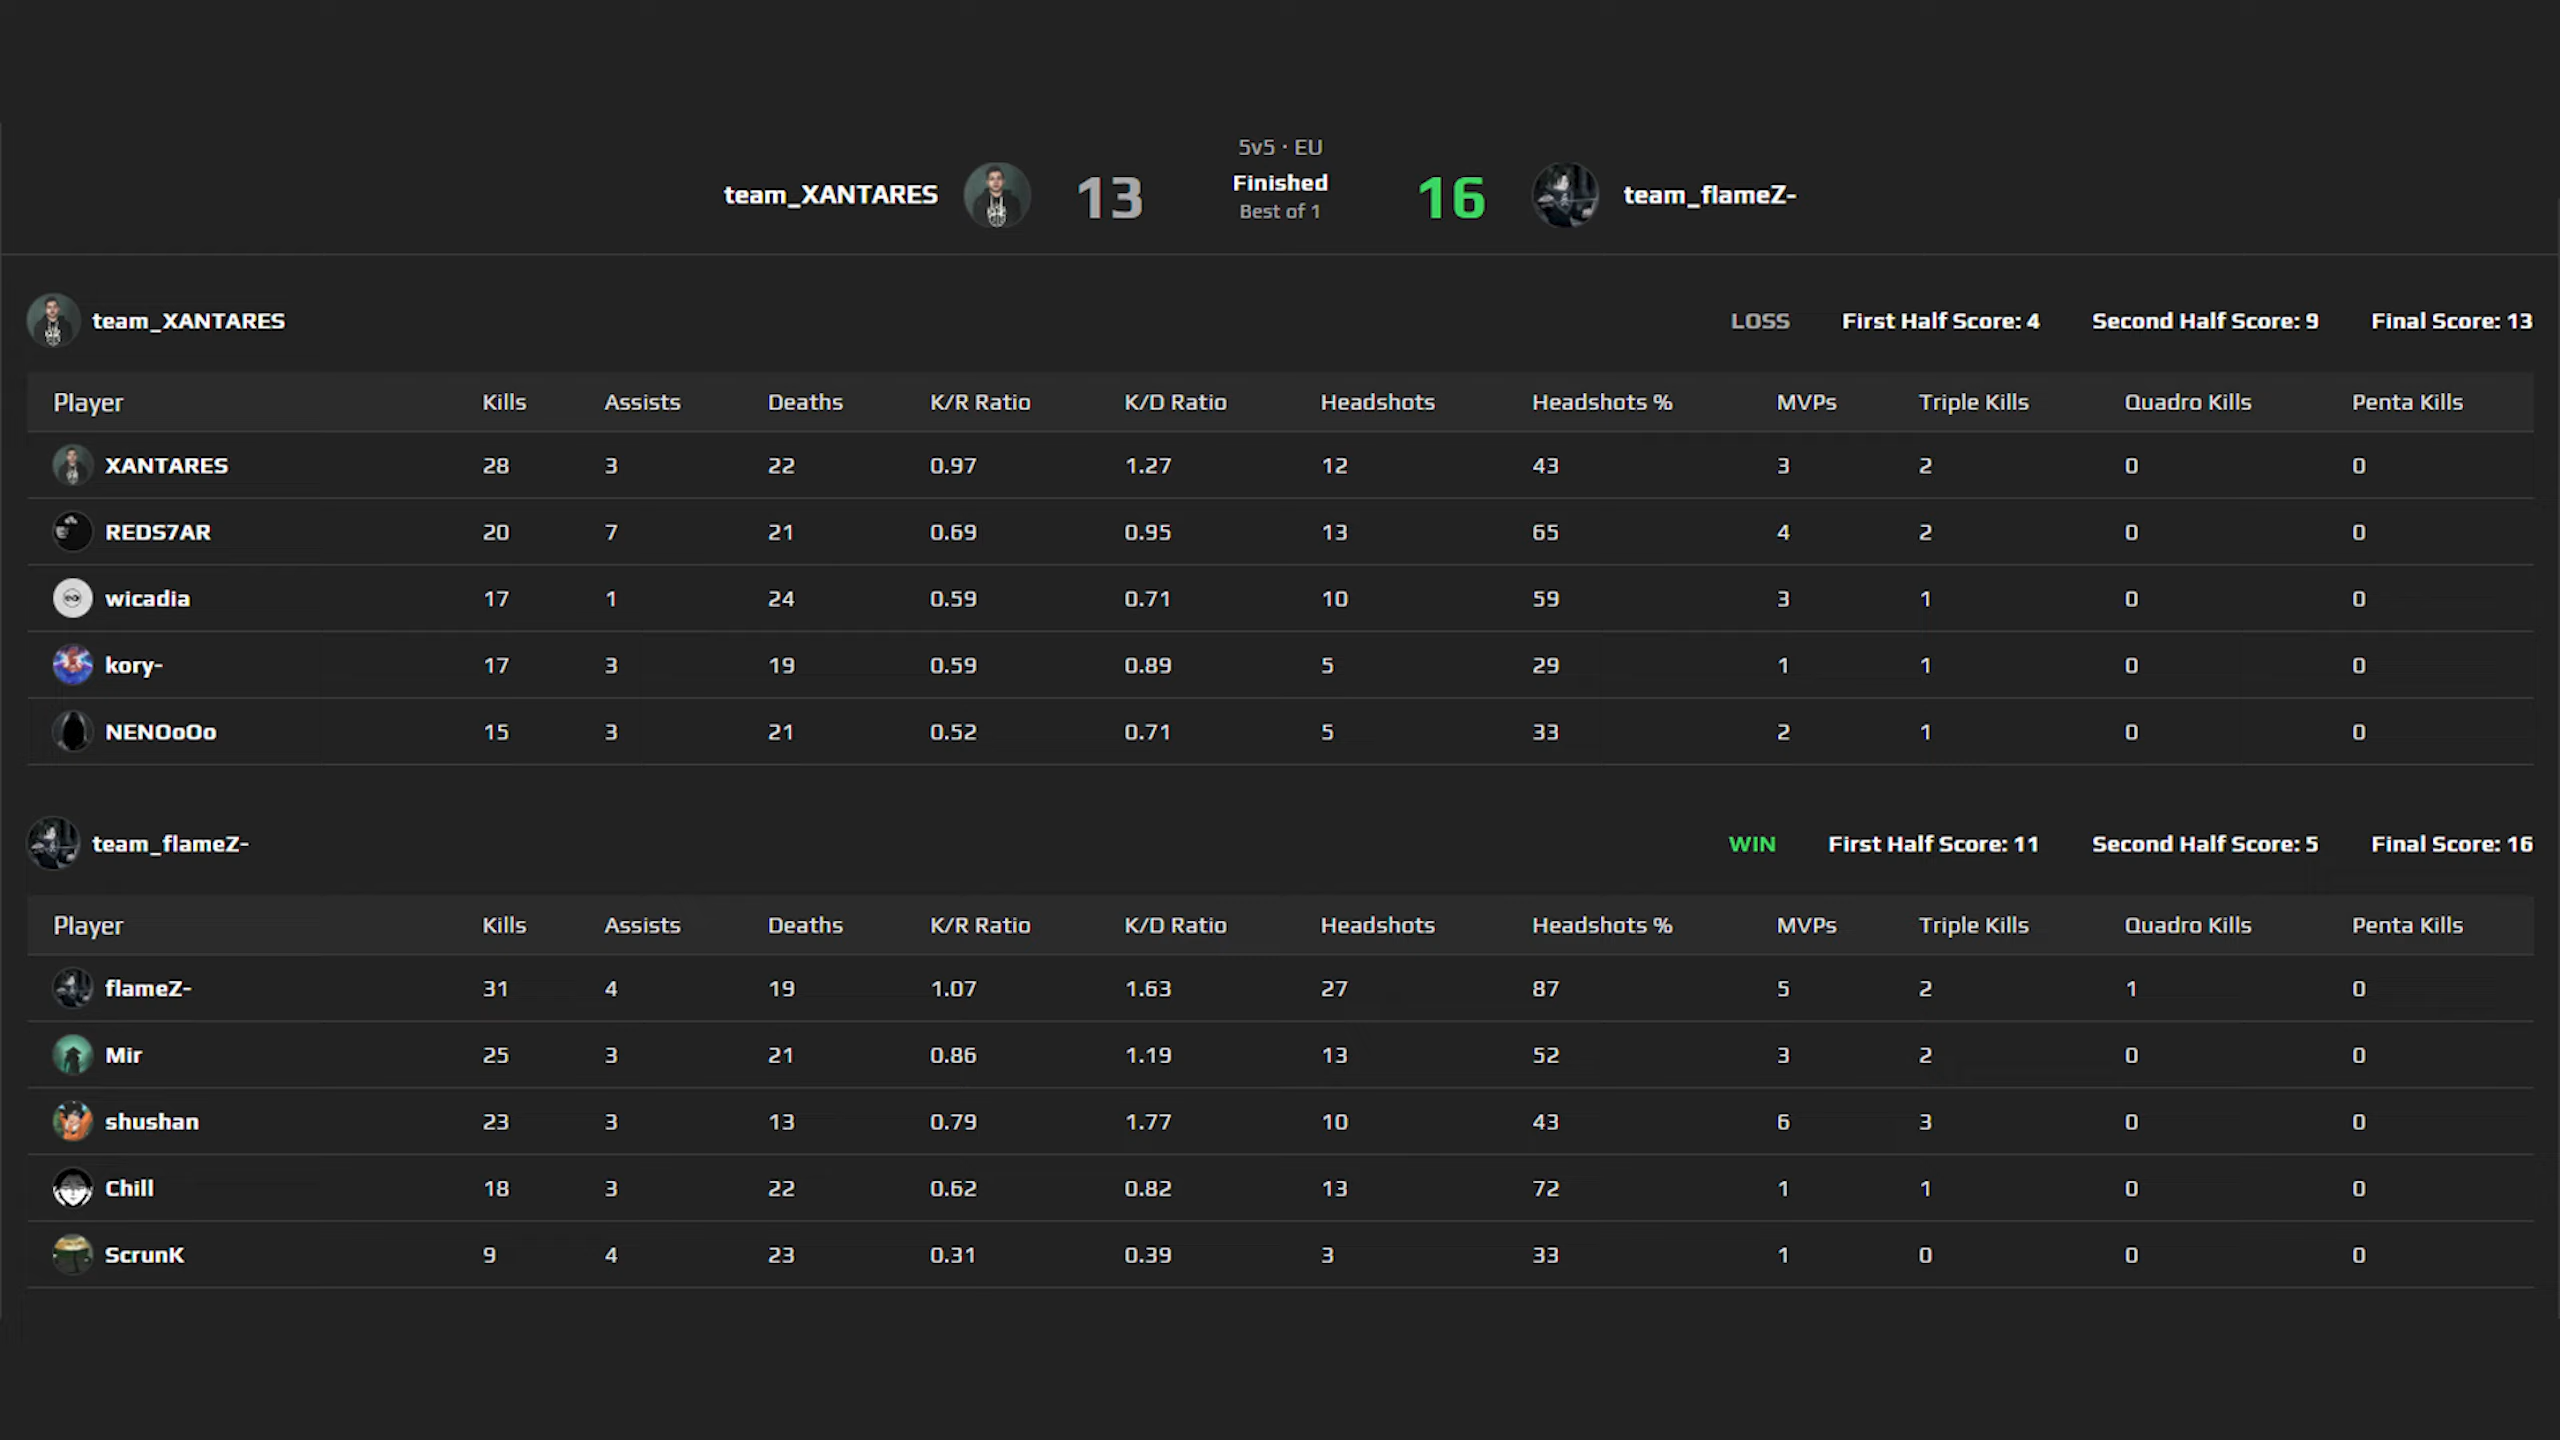 5v5 · EU
team_XANTARES 13 Finished 16 team_flameZ-
Best of 1
team_XANTARES LOSS First Half Score: 4 Second Half Score: 9 Final Score: 13
Player Kills Assists Deaths K/R Ratio K/D Ratio Headshots Headshots % MVPs Triple Kills Quadro Kills Penta Kills
XANTARES 28 3 22 0.97 1.27 12 43 3 2 0 0
REDS7AR 20 7 21 0.69 0.95 13 65 4 2 0 0
wicadia 17 1 24 0.59 0.71 10 59 3 1 0 0
kory- 17 3 19 0.59 0.89 5 29 1 1 0 0
NENOoOo 15 3 21 0.52 0.71 5 33 2 1 0 0
team_flameZ- WIN First Half Score: 11 Second Half Score: 5 Final Score: 16
Player Kills Assists Deaths K/R Ratio K/D Ratio Headshots Headshots % MVPs Triple Kills Quadro Kills Penta Kills
flameZ- 31 4 19 1.07 1.63 27 87 5 2 1 0
Mir 25 3 21 0.86 1.19 13 52 3 2 0 0
shushan 23 3 13 0.79 1.77 10 43 6 3 0 0
Chill 18 3 22 0.62 0.82 13 72 1 1 0 0
ScrunK 9 4 23 0.31 0.39 3 33 1 0 0 0